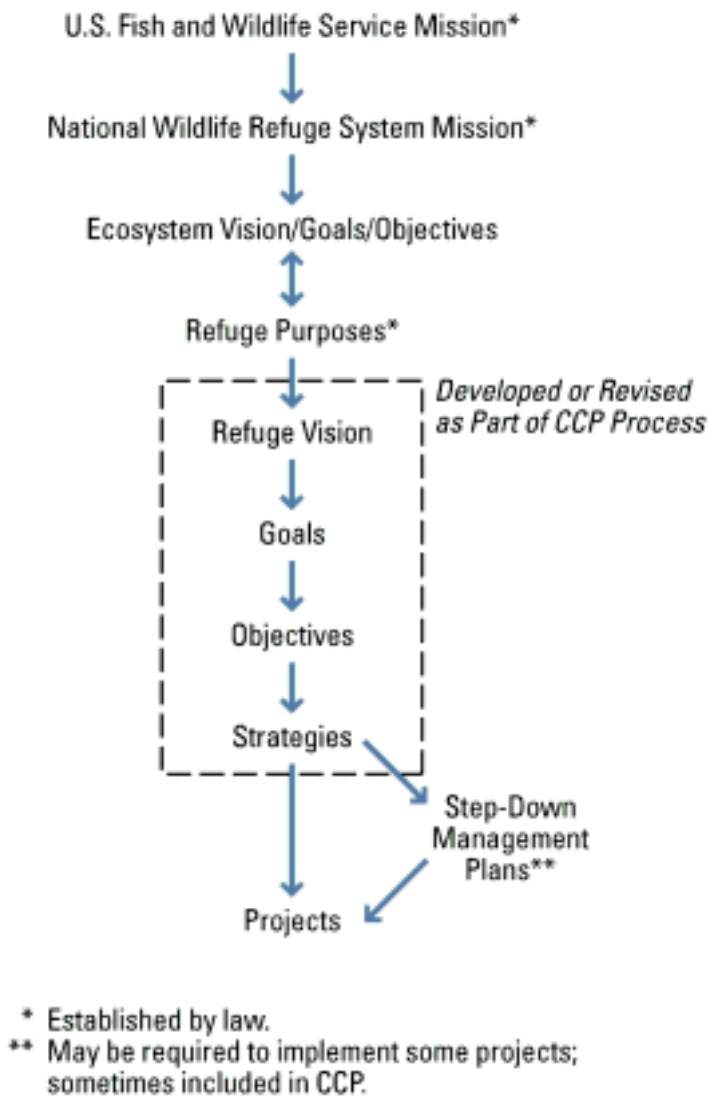 U.S. Fish and Wildlife Service Mission*
National Wildlife Refuge System Mission*
Ecosystem Vision/Goals/Objectives
Refuge Purposes*
Developed or Revised
as Part of CCP Process
Refuge Vision
Goals
Objectives
Strategies
Step-Down
Management
Plans**
Projects
* Established by law.
** May be required to implement some projects;
sometimes included in CCP.